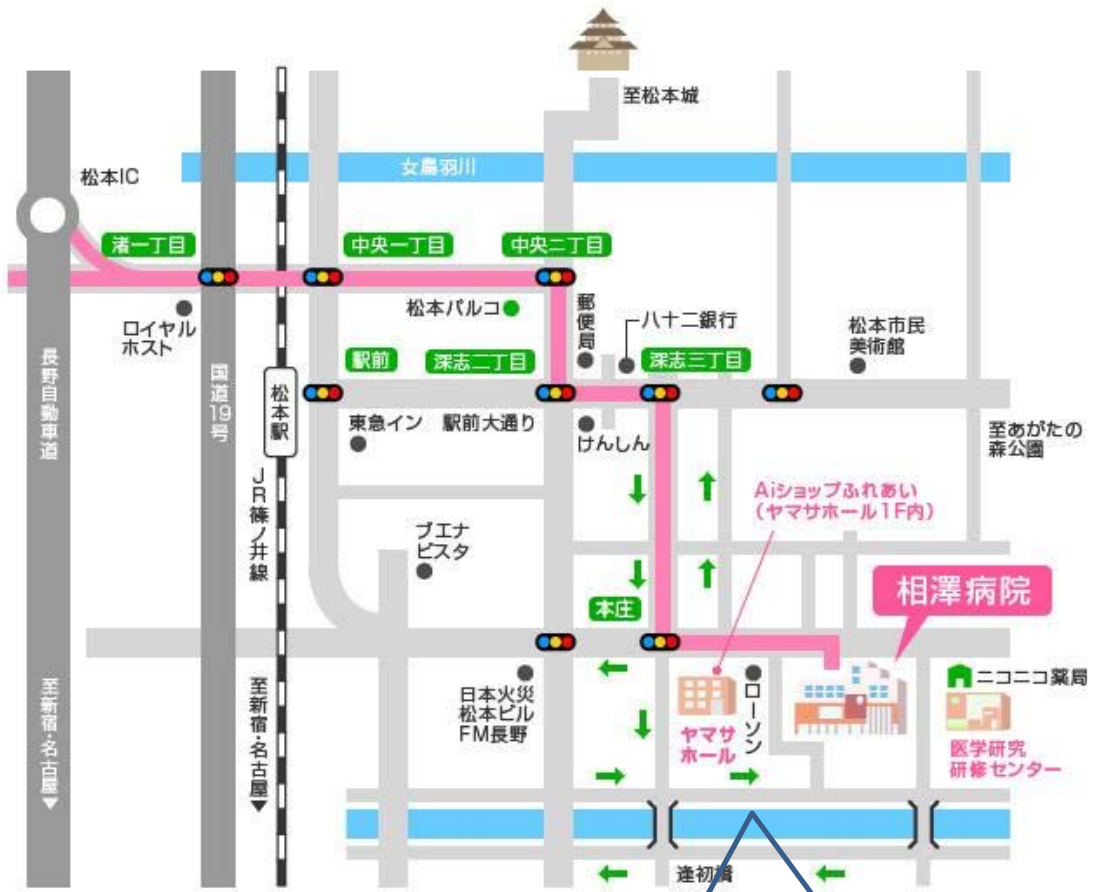 至松本城
女鳥羽川
松本IC
渚一丁目
中央一丁目
中央二丁目
松本パルコ
ロイヤル
ホスト
郵便局
八十二銀行
松本市民
美術館
駅前
深志二丁目
深志三丁目
長野自動車道
国道19号
松本駅
東急イン
駅前大通り
けんしん
至あがたの
森公園
JR篠ノ井線
Aiショップふれあい
(ヤマサホール1F内)
ブエナ
ビスタ
相澤病院
本庄
日本火災
松本ビル
FM長野
ヤマサ
ホール
ローソン
ニコニコ薬局
医学研究
研修センター
至新宿・名古屋▼
至新宿・名古屋▼
逢初橋